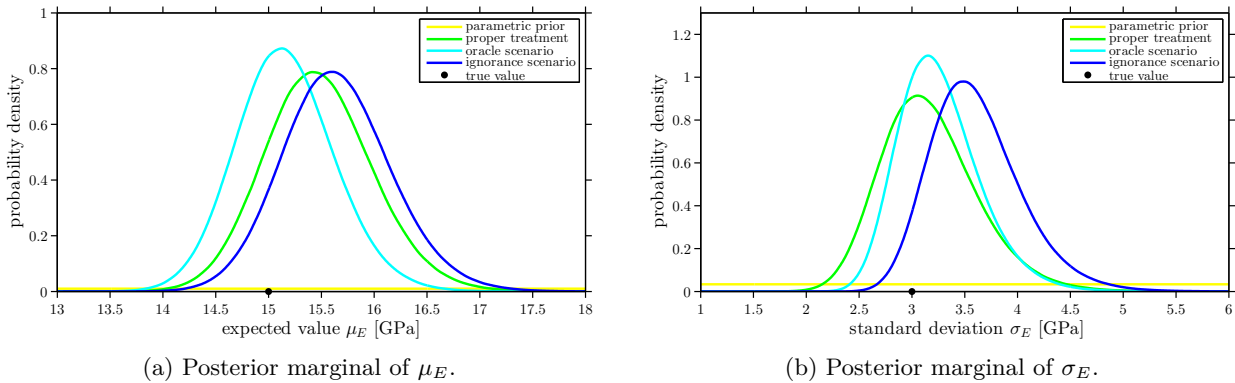 parametric prior
proper treatment
oracle scenario
ignorance scenario
true value
probability density
1
0.8
0.6
0.4
0.2
0
13 13.5 14 14.5 15 15.5 16 16.5 17 17.5 18
expected value μ_E [GPa]
(a) Posterior marginal of μ_E.
parametric prior
proper treatment
oracle scenario
ignorance scenario
true value
probability density
1.2
1
0.8
0.6
0.4
0.2
0
1 1.5 2 2.5 3 3.5 4 4.5 5 5.5 6
standard deviation σ_E [GPa]
(b) Posterior marginal of σ_E.